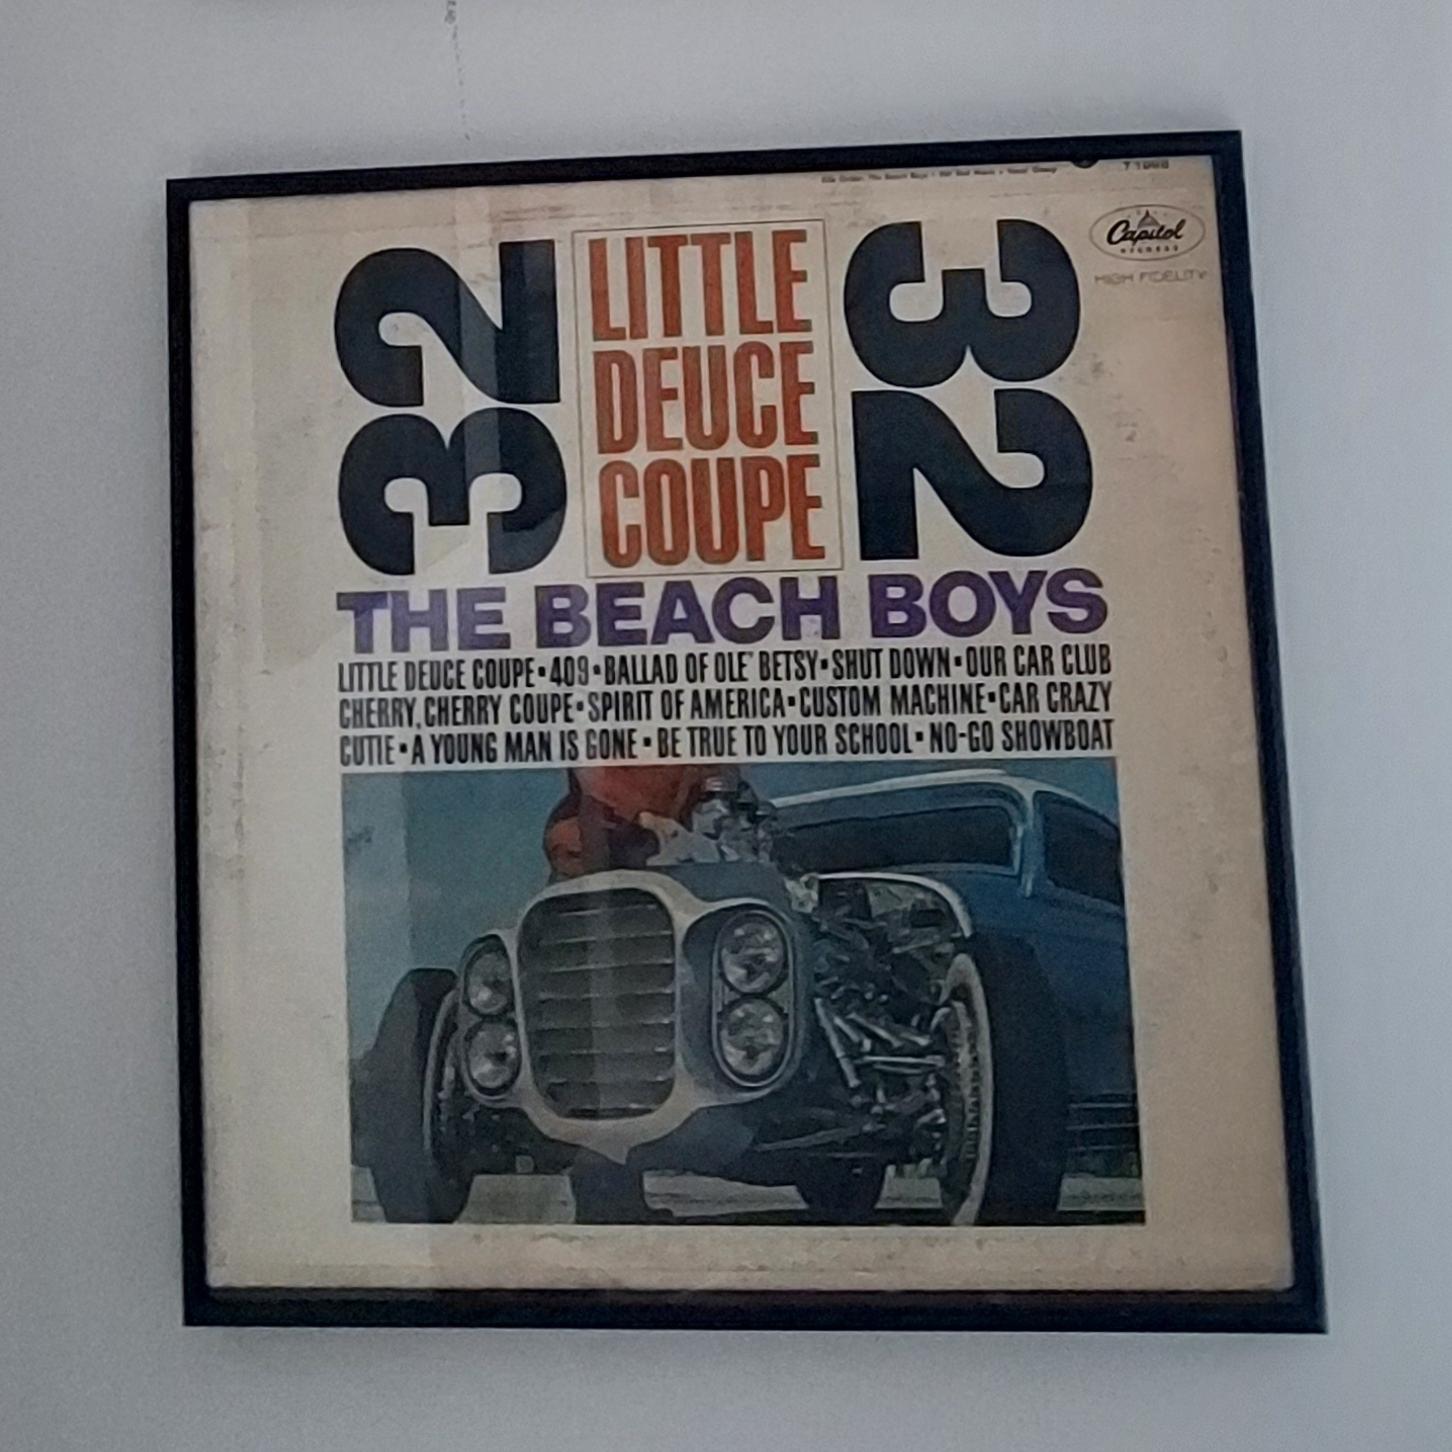 Capitol
RECORDS
HIGH FIDELITY
32
LITTLE
DEUCE
COUPE
32
THE BEACH BOYS
LITTLE DEUCE COUPE▪409▪BALLAD OF OLE' BETSY▪SHUT DOWN▪OUR CAR CLUB
CHERRY, CHERRY COUPE▪SPIRIT OF AMERICA▪CUSTOM MACHINE▪CAR CRAZY
CUTIE▪A YOUNG MAN IS GONE▪BE TRUE TO YOUR SCHOOL▪NO-GO SHOWBOAT